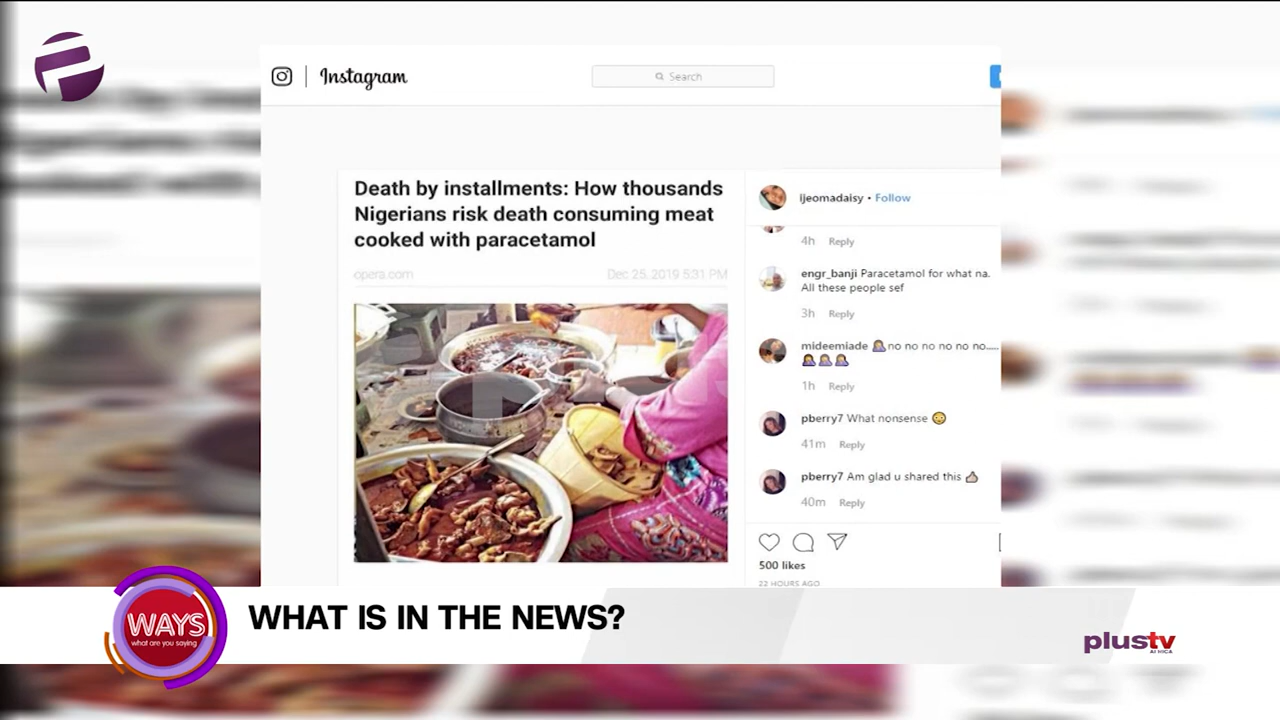 Instagram
Search
Death by installments: How thousands
Nigerians risk death consuming meat
cooked with paracetamol
opera.com
Dec 25, 2019 5:31 PM
ijeomadaisy • Follow
4h Reply
engr_banji Paracetamol for what na.
All these people sef
3h Reply
mideemiade 🤦🏼‍♀️no no no no no no.....
🤦🏾‍♀️🤦🏼‍♀️🤦🏽‍♀️
1h Reply
pberry7 What nonsense 😳
41m Reply
pberry7 Am glad u shared this 👍🏼
40m Reply
500 likes
22 HOURS AGO
WAYS
what are you saying
WHAT IS IN THE NEWS?
plustv
AFRICA